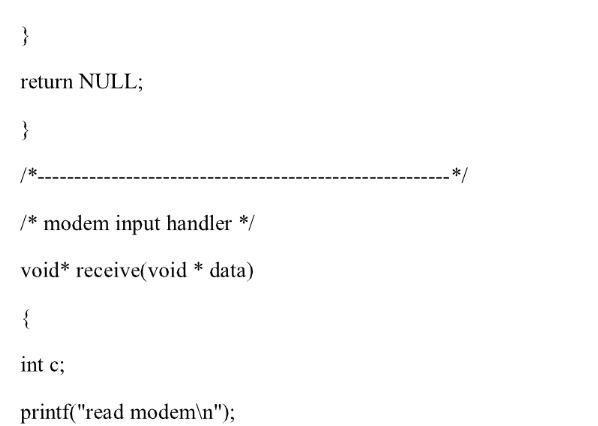 }
return NULL;
}
/*--------------------------------------------------------*/
/* modem input handler */
void* receive(void * data)
{
int c;
printf("read modem\n");